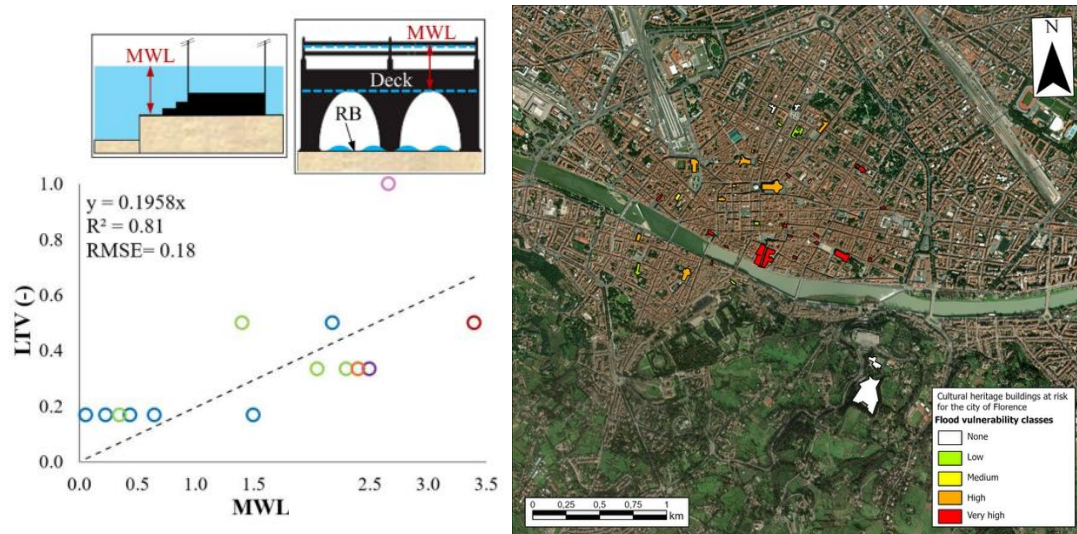 MWL
MWL
Deck
RB
y = 0.1958x
R² = 0.81
RMSE= 0.18
1.0
0.8
0.6
0.4
0.2
0.0
LTV (-)
0.0 0.5 1.0 1.5 2.5 3.0 3.5
MWL
N
Cultural heritage buildings at risk
for the city of Florence
Flood vulnerability classes
None
Low
Medium
High
Very high
0 0,25 0,5 0,75 1
km